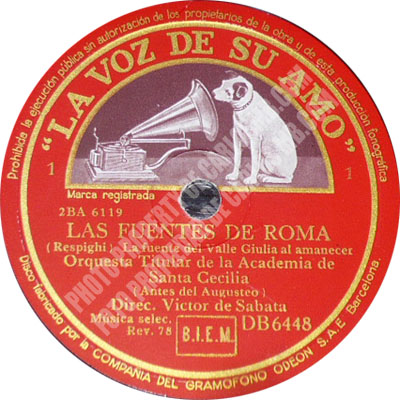 Prohibida la ejecución pública sin autorización de los propietarios de la obra y de esta producción fonográfica
"LA VOZ DE SU AMO"
1 1
Marca registrada
2BA 6119
LAS FUENTES DE ROMA
(Respighi) . La fuente del Valle Giulia al amanecer
Orquesta Titular de la Academia de
Santa Cecilia
(Antes del Augusteo)
Direc. Víctor de Sabata
Música selec.
Rev. 78
B.I.E.M.
DB6448
Disco fabricado por la COMPAÑIA DEL GRAMÓFONO ODEON S.A.E. Barcelona.